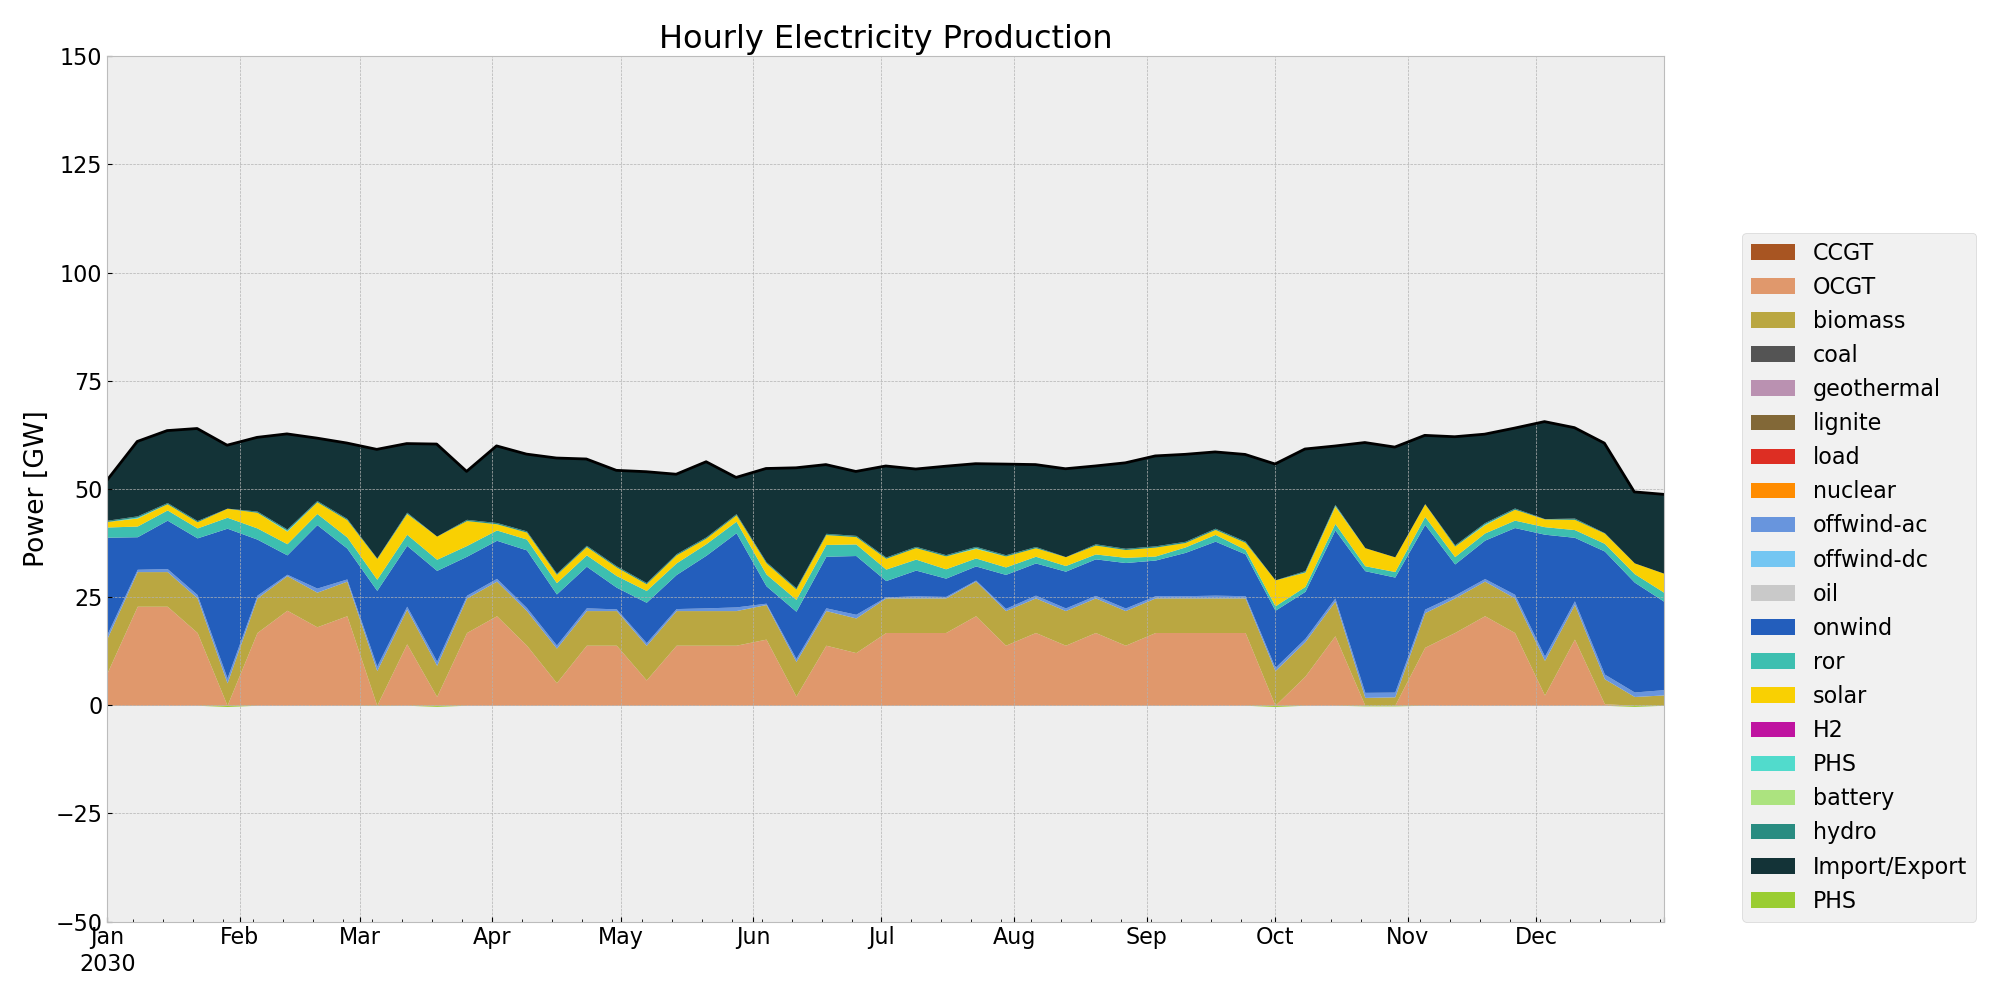 Hourly Electricity Production
Power [GW]
150
125
100
75
50
25
0
−25
−50
Jan Feb Mar Apr May Jun Jul Aug Sep Oct Nov Dec
2030
CCGT
OCGT
biomass
coal
geothermal
lignite
load
nuclear
offwind-ac
offwind-dc
oil
onwind
ror
solar
H2
PHS
battery
hydro
Import/Export
PHS